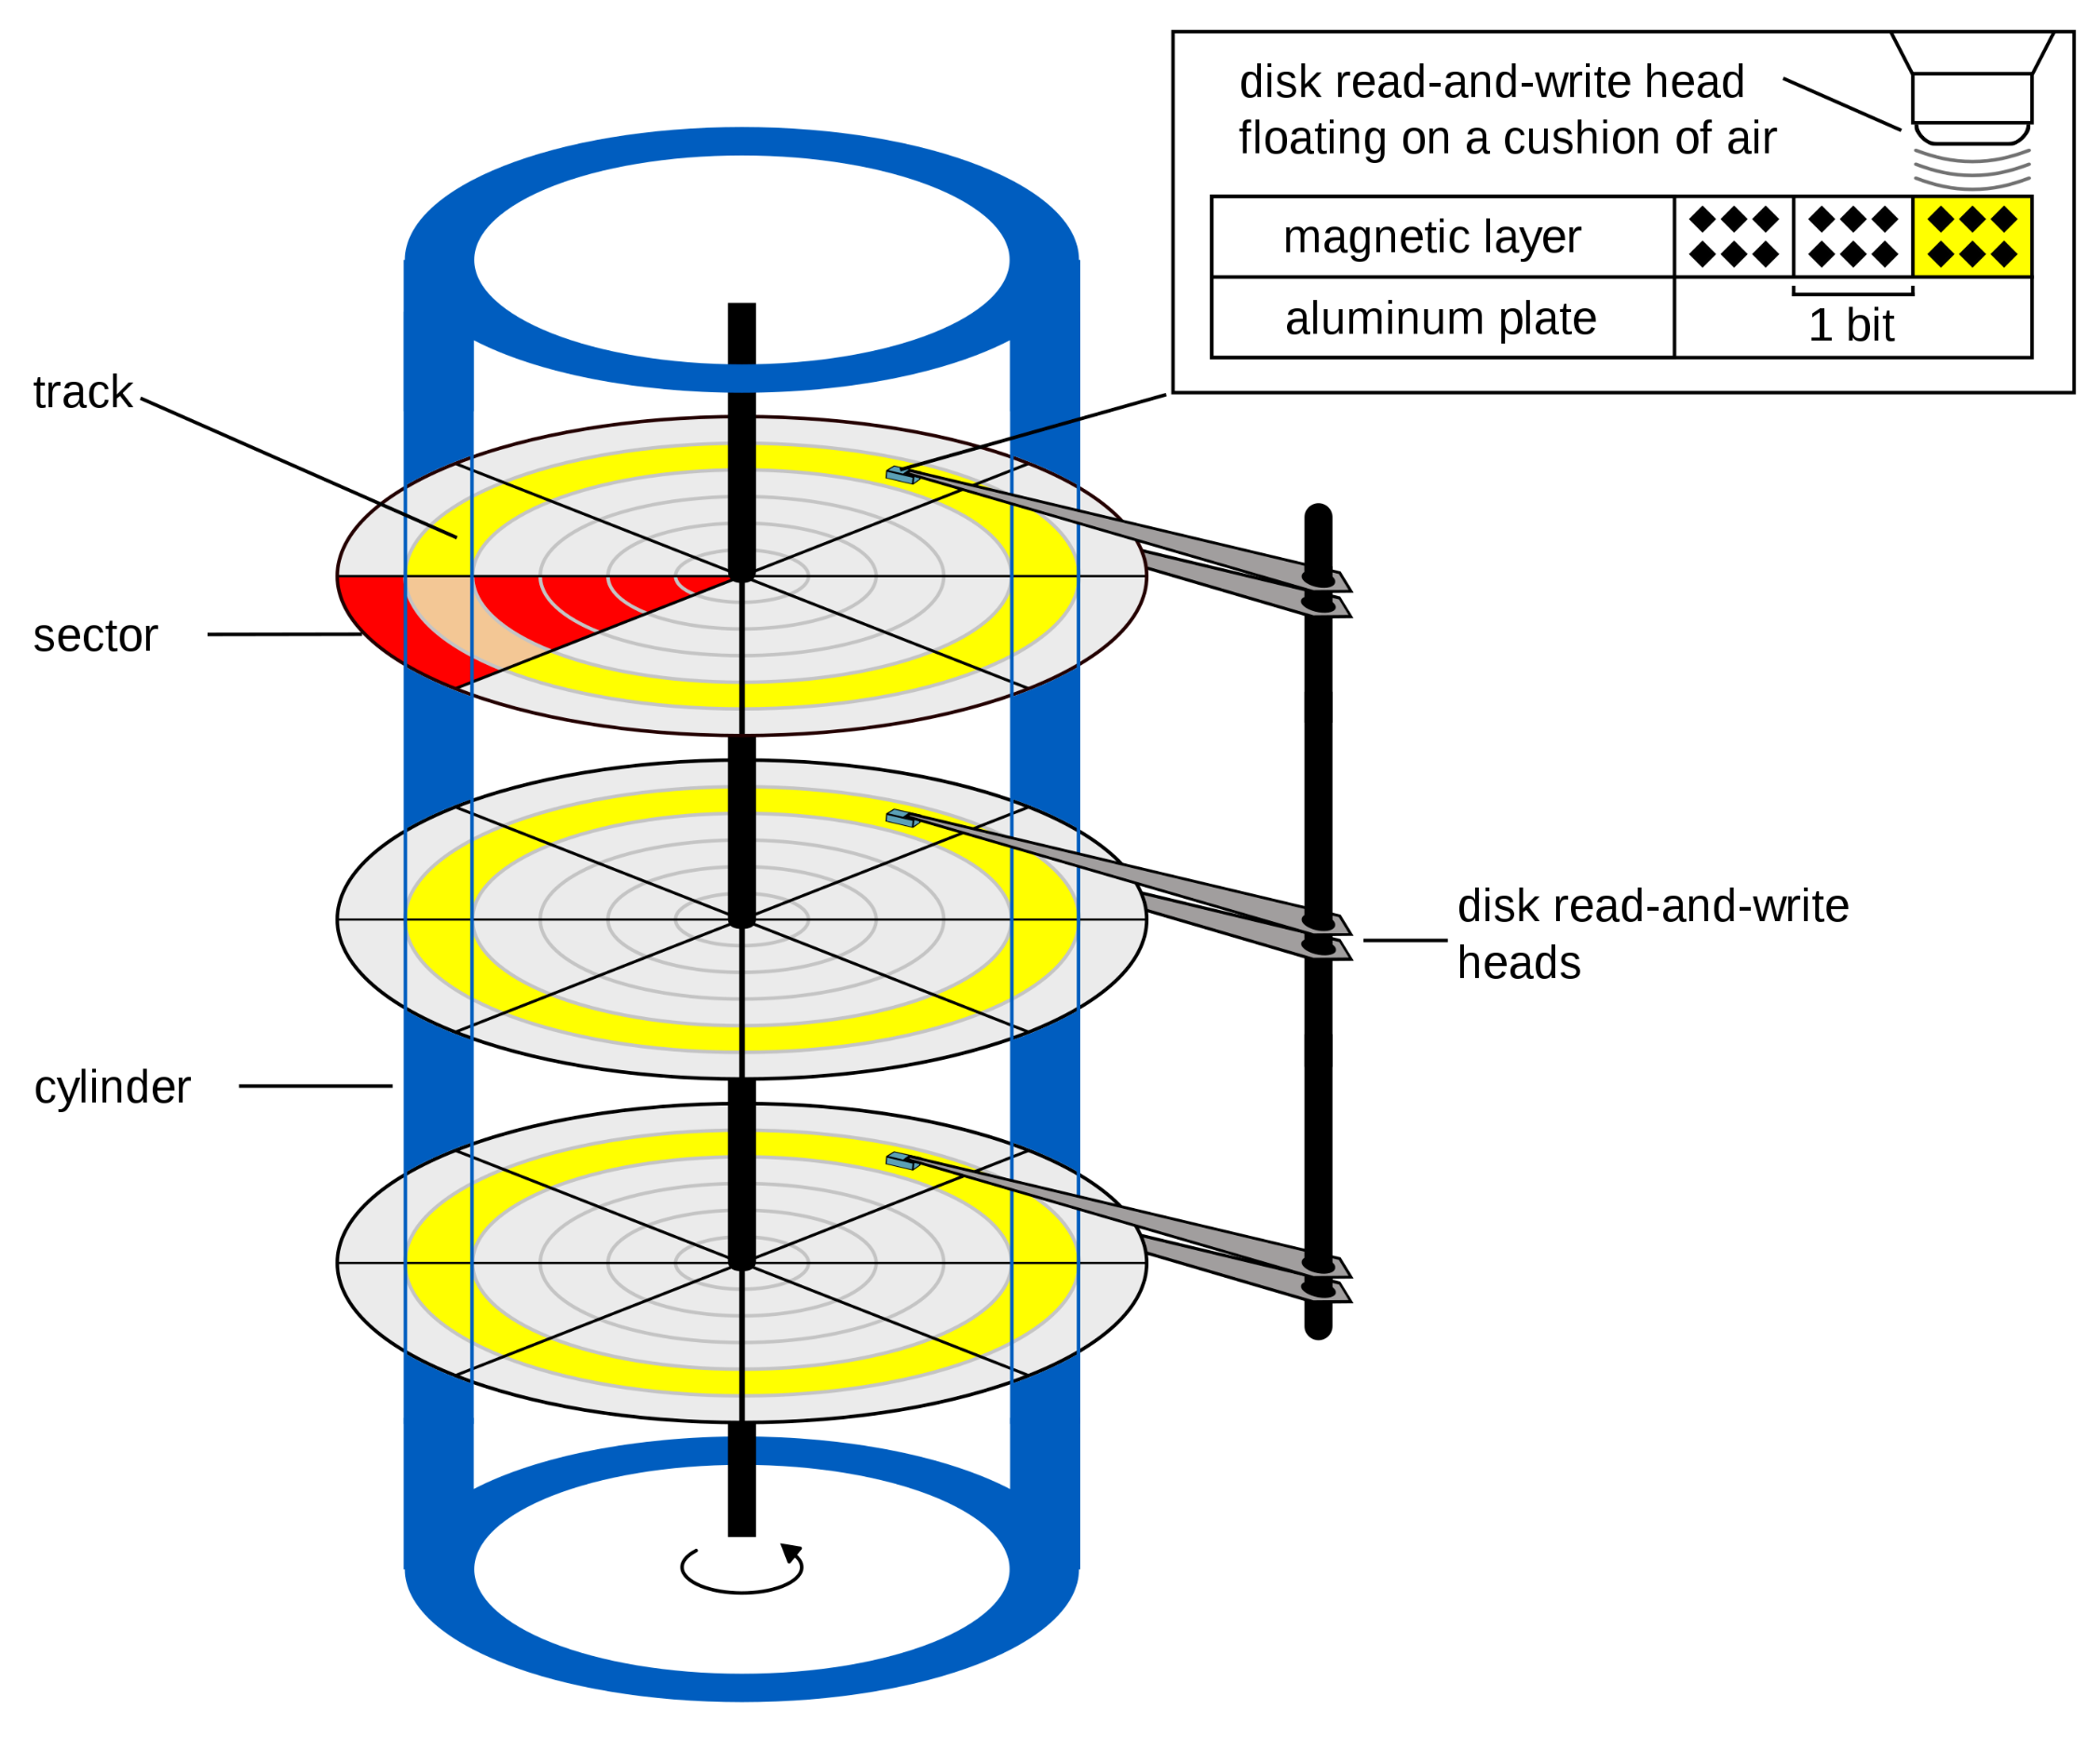 disk read-and-write head
floating on a cushion of air
magnetic layer
aluminum plate
1 bit
track
sector
disk read-and-write
heads
cylinder